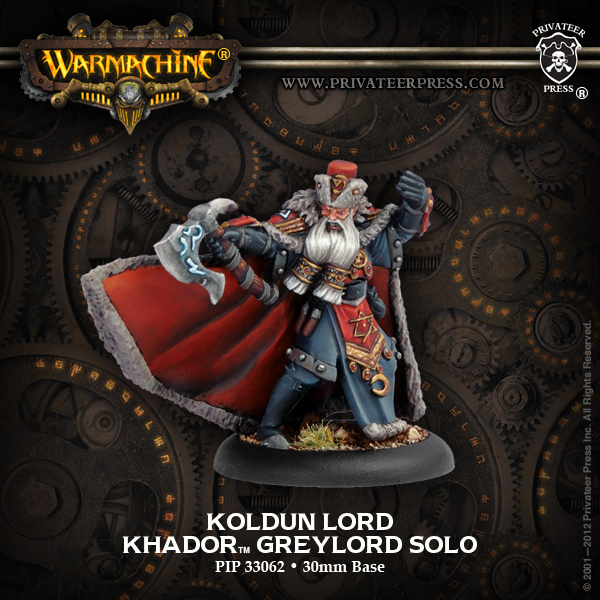 WARMACHINE®
WWW.PRIVATEERPRESS.COM
PRIVATEER
PRESS®
KOLDUN LORD
KHADOR™ GREYLORD SOLO
PIP 33062 • 30mm Base
© 2001–2012 Privateer Press Inc. All Rights Reserved.